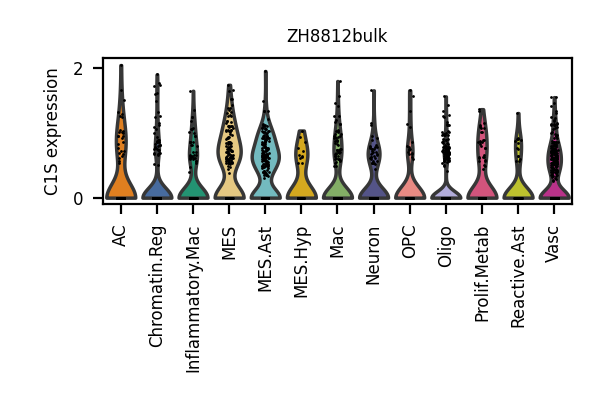 ZH8812bulk
C1S expression
2
0
AC
Chromatin.Reg
Inflammatory.Mac
MES
MES.Ast
MES.Hyp
Mac
Neuron
OPC
Oligo
Prolif.Metab
Reactive.Ast
Vasc